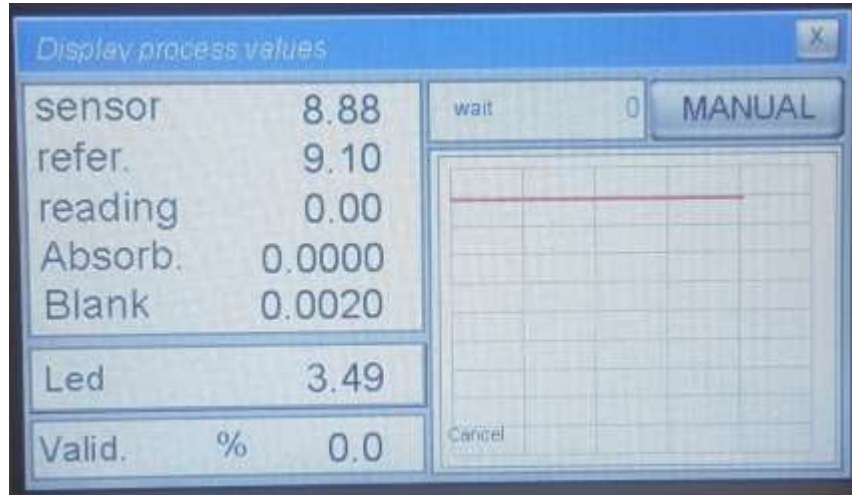 Display process values X
sensor 8.88
refer. 9.10
reading 0.00
Absorb. 0.0000
Blank 0.0020
Led 3.49
Valid. % 0.0
wait 0
MANUAL
Cancel